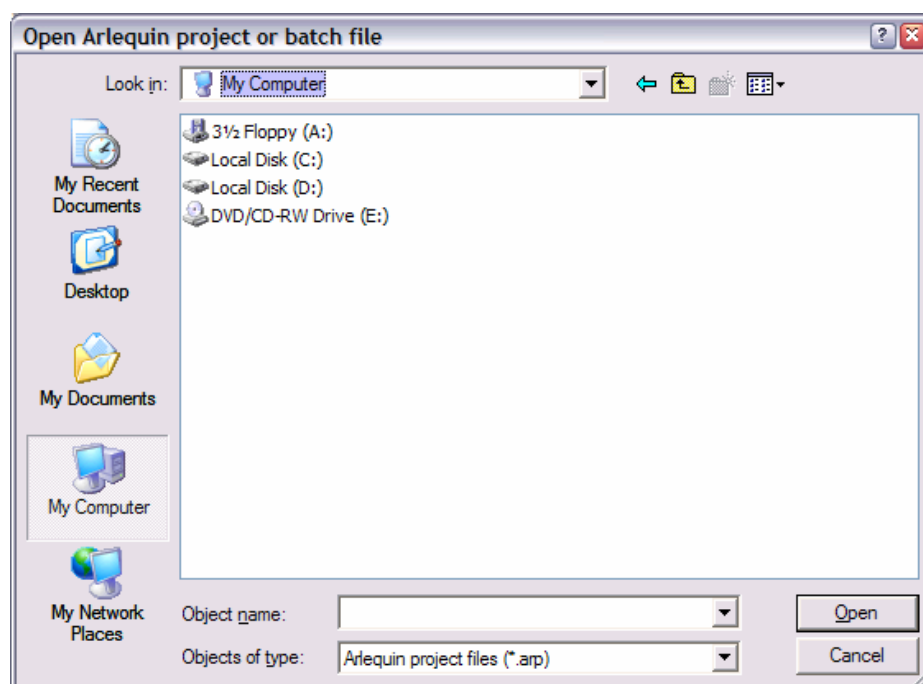 Open Arlequin project or batch file
Look in:
My Computer
3½ Floppy (A:)
Local Disk (C:)
Local Disk (D:)
DVD/CD-RW Drive (E:)
My Recent
Documents
Desktop
My Documents
My Computer
My Network
Places
Object name:
Open
Objects of type:
Arlequin project files (*.arp)
Cancel